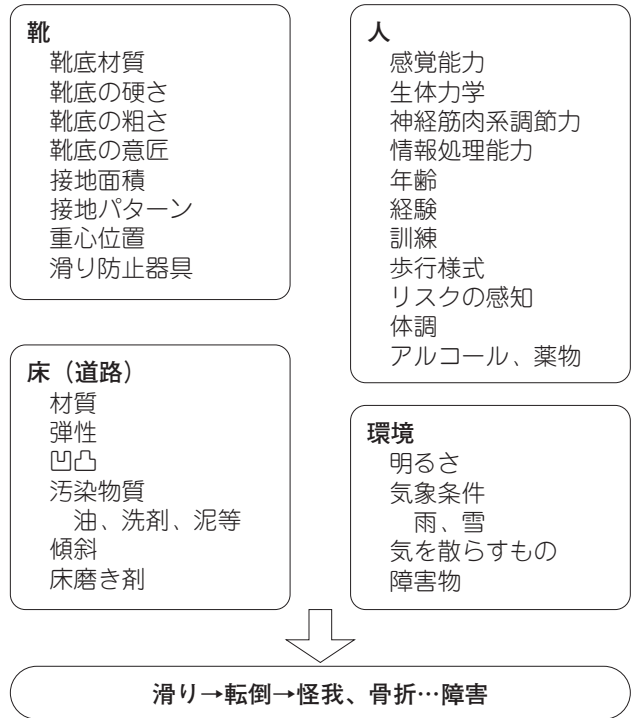 靴
靴底材質
靴底の硬さ
靴底の粗さ
靴底の意匠
接地面積
接地パターン
重心位置
滑り防止器具
人
感覚能力
生体力学
神経筋肉系調節力
情報処理能力
年齢
経験
訓練
歩行様式
リスクの感知
体調
アルコール、薬物
床（道路）
材質
弾性
凹凸
汚染物質
油、洗剤、泥等
傾斜
床磨き剤
環境
明るさ
気象条件
雨、雪
気を散らすもの
障害物
滑り→転倒→怪我、骨折…障害